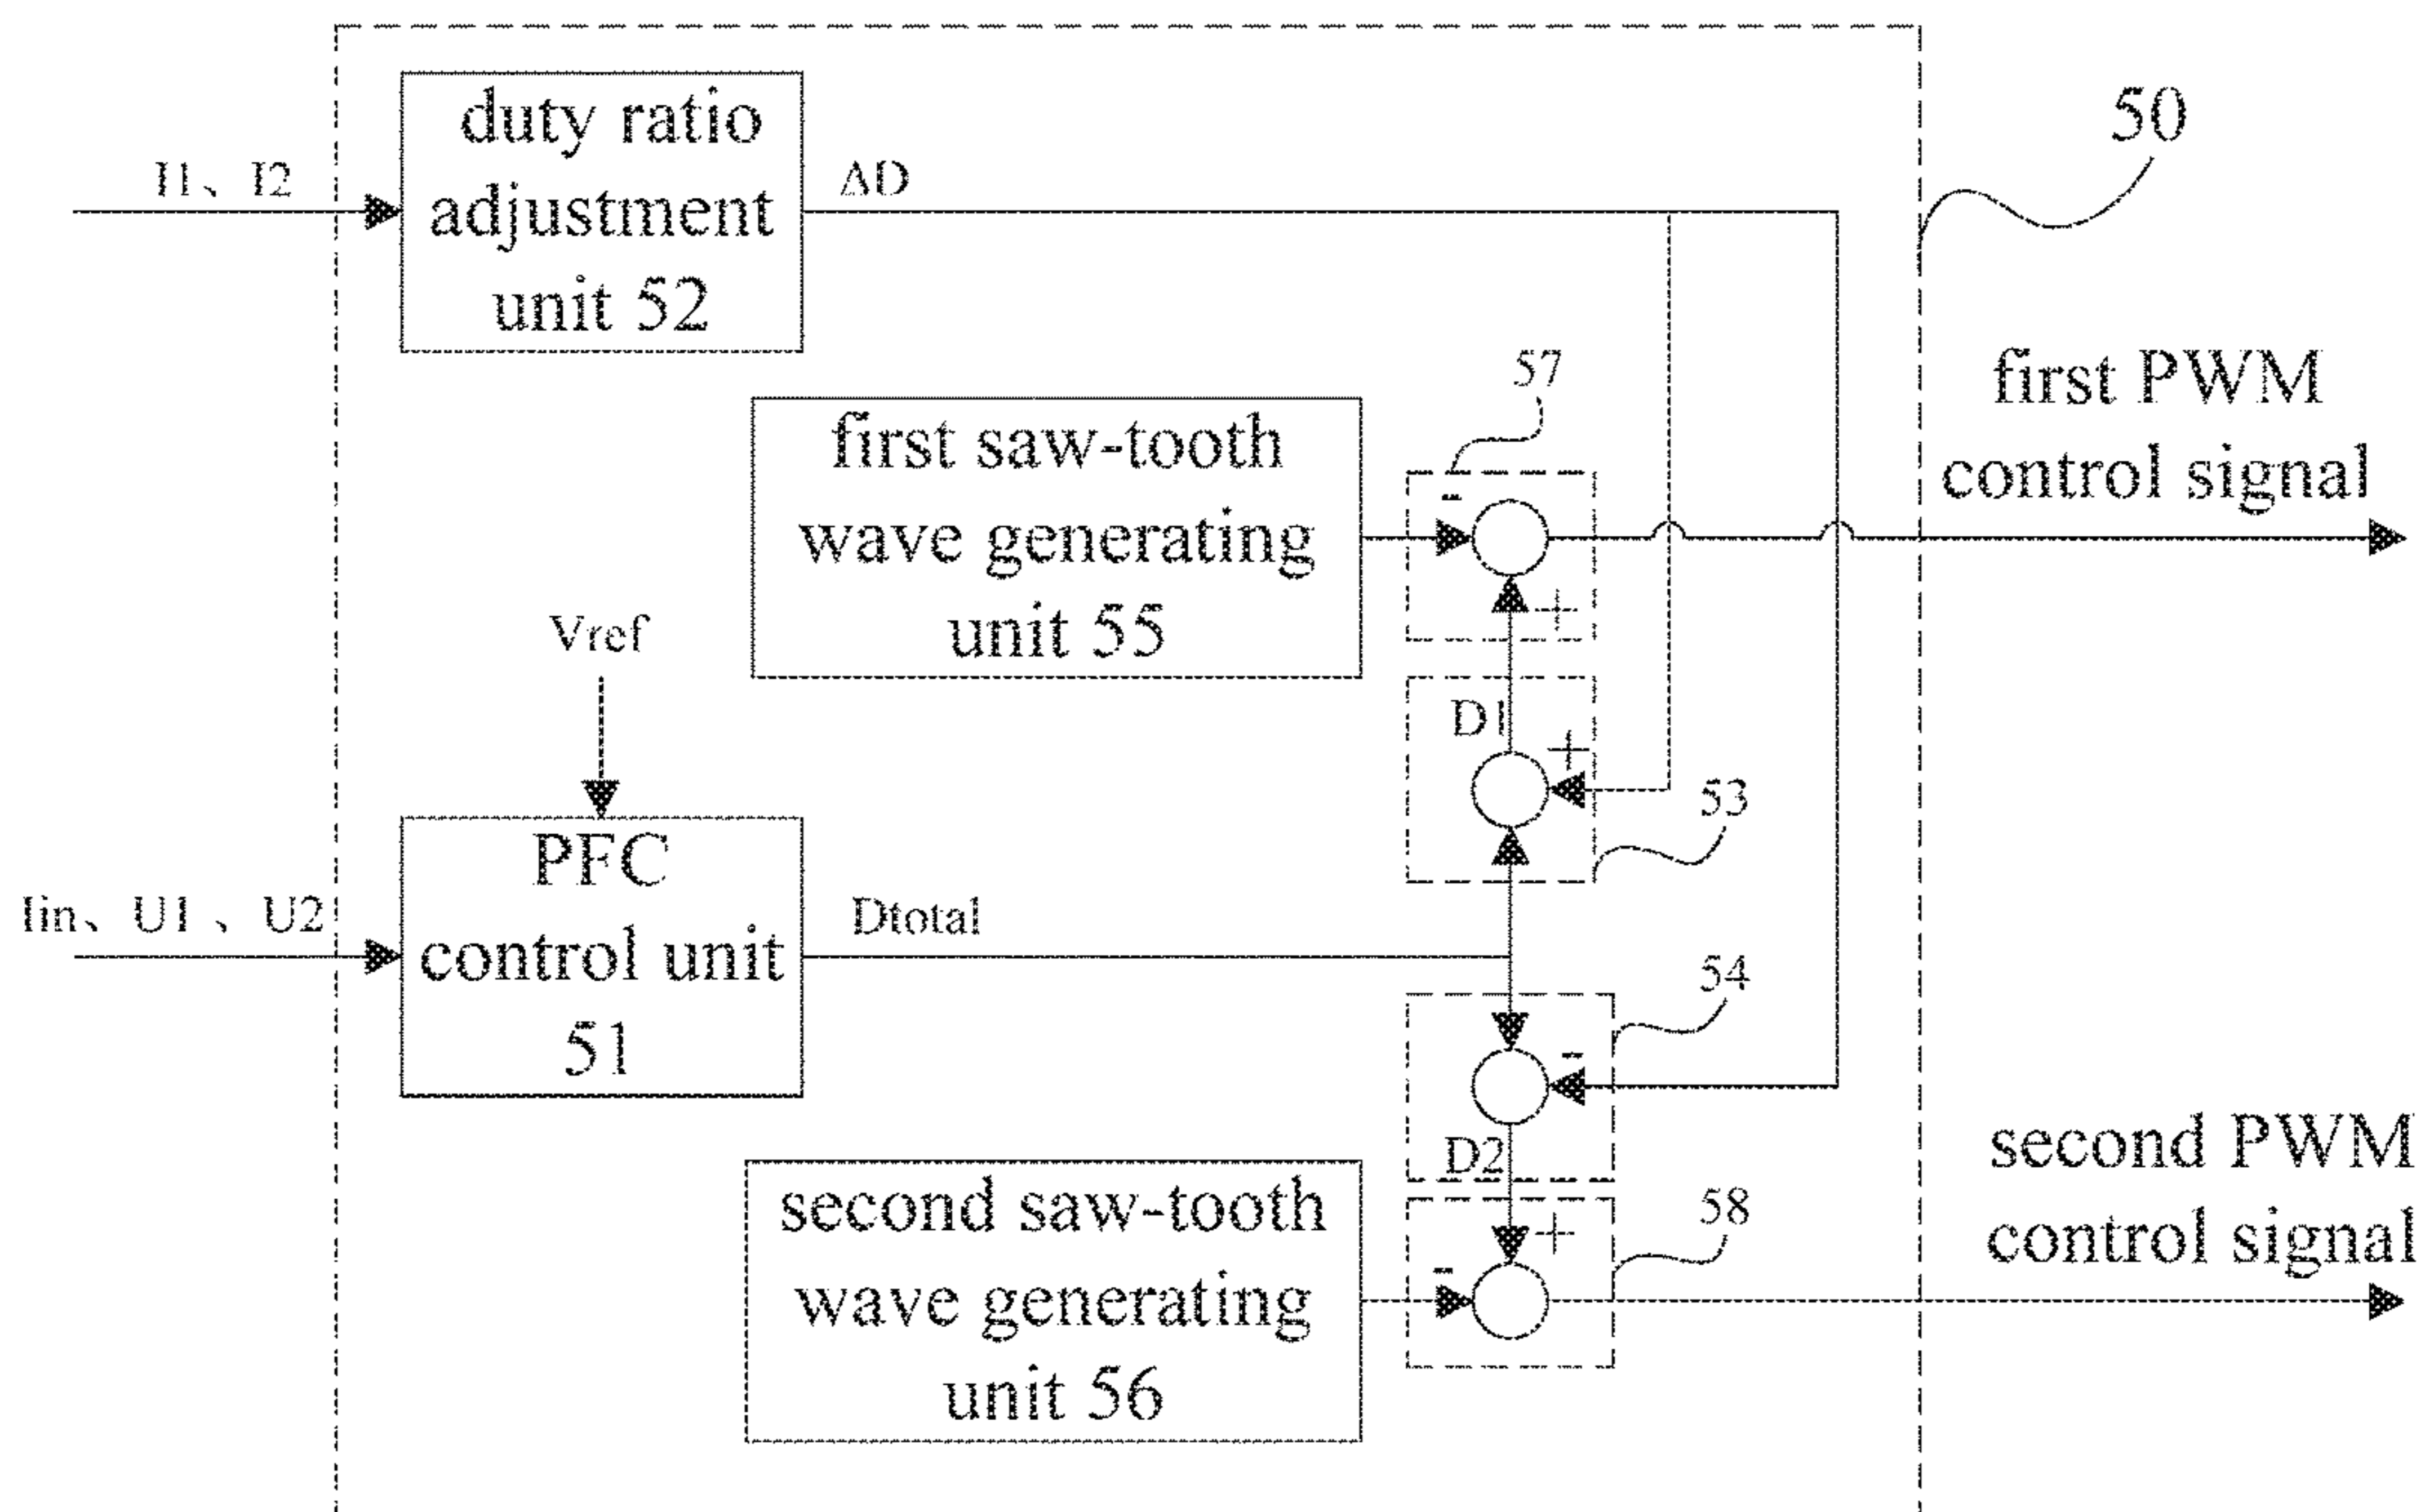 duty ratio
adjustment
unit 52
I1、I2
ΔD
50
57
first PWM
control signal
first saw-tooth
wave generating
unit 55
-
+
Vref
D1
+
53
PFC
control unit
51
Iin、U1 、U2
Dtotal
54
-
D2
second PWM
control signal
second saw-tooth
wave generating
unit 56
58
+
-